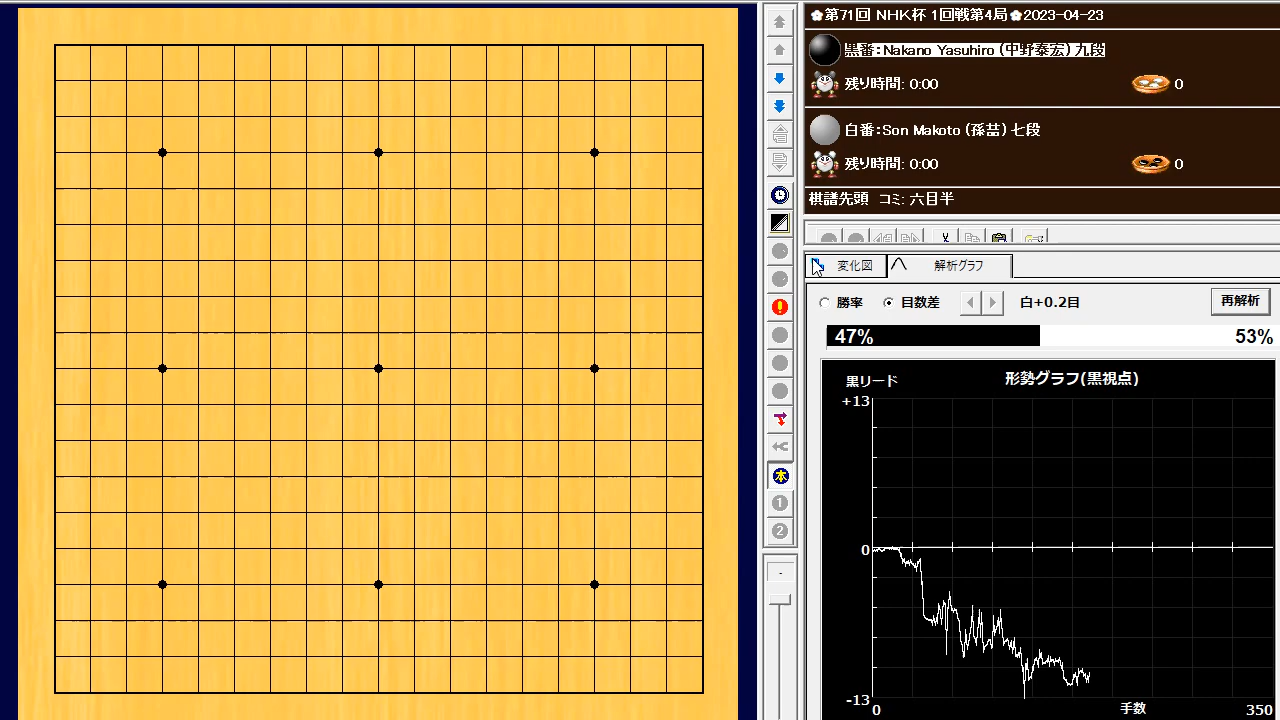 第71回 NHK杯 1回戦第4局 2023-04-23
黒番:Nakano Yasuhiro (中野泰宏) 九段
残り時間: 0:00 0
白番:Son Makoto (孫喆) 七段
残り時間: 0:00 0
棋譜先頭 コミ: 六目半
変化図 解析グラフ
勝率 目数差 白+0.2目 再解析
47% 53%
黒リード 形勢グラフ(黒視点)
+13
0
-13
0 手数 350
木
1
2
-